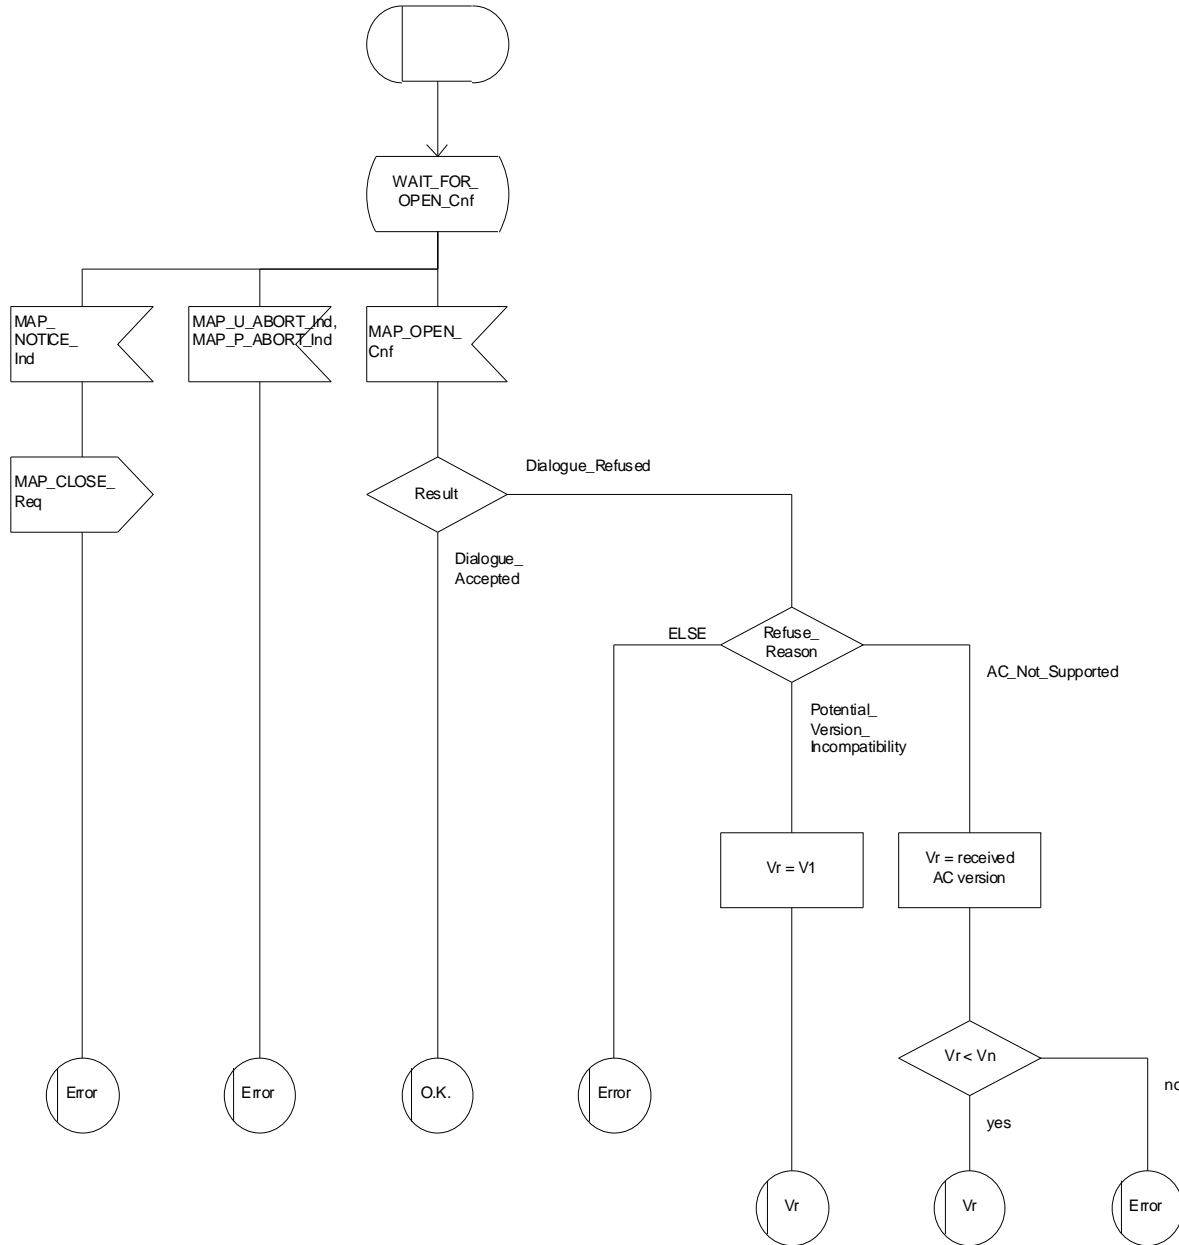 WAIT_FOR_
OPEN_Cnf
MAP_
NOTICE_
Ind
MAP_U_ABORT_Ind,
MAP_P_ABORT_Ind
MAP_OPEN_
Cnf
MAP_CLOSE_
Req
Result
Dialogue_Refused
Dialogue_
Accepted
ELSE
Refuse_
Reason
AC_Not_Supported
Potential_
Version_
Incompatibility
Vr = V1
Vr = received
AC version
Vr < Vn
no
yes
Error
Error
O.K.
Error
Vr
Vr
Error